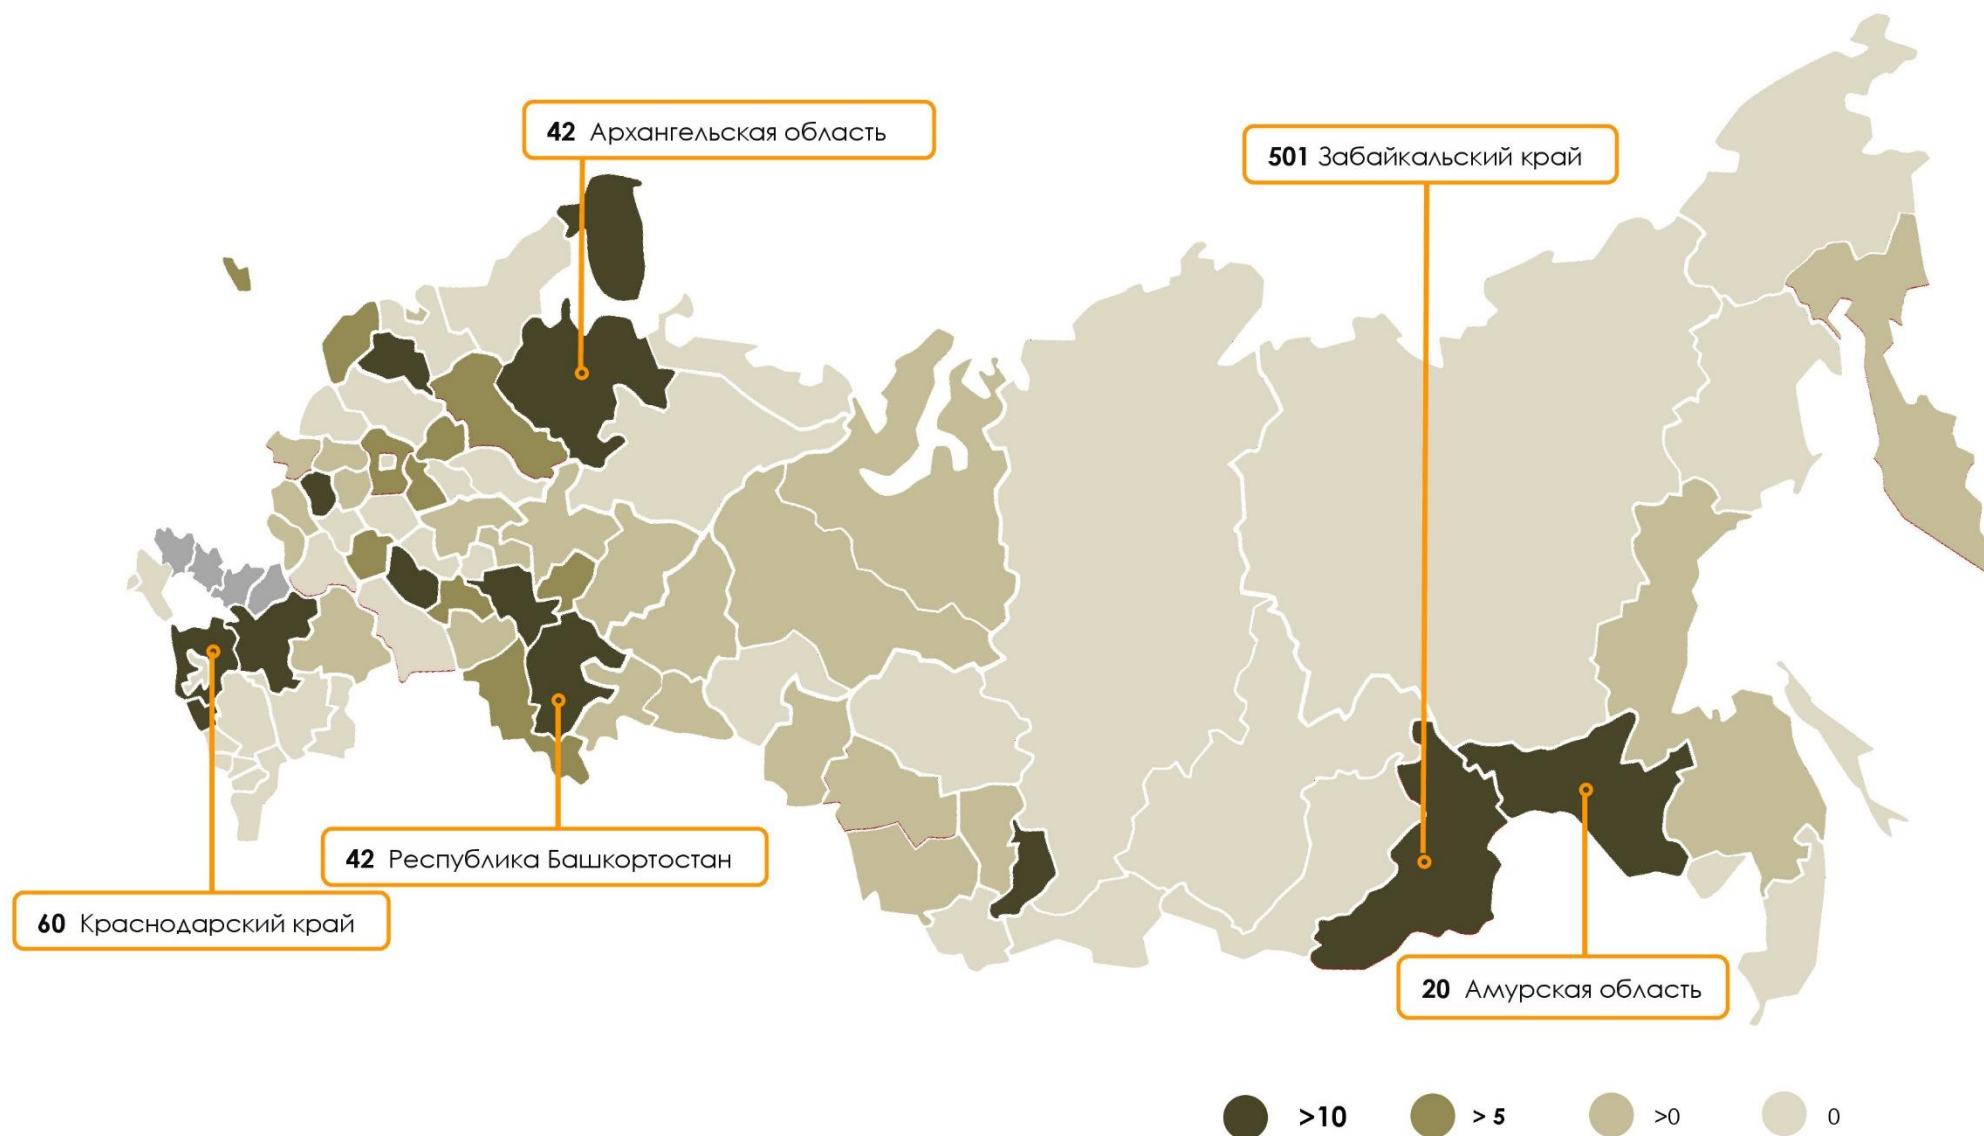 42 Архангельская область
501 Забайкальский край
42 Республика Башкортостан
60 Краснодарский край
20 Амурская область
>10 > 5 >0 0